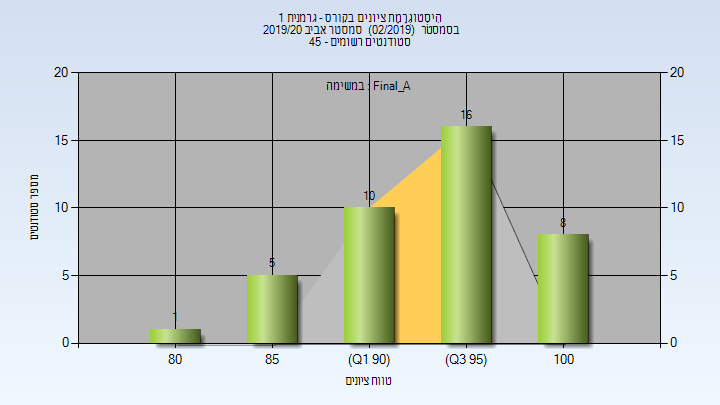 היסטוגרמת ציונים בקורס - גרמנית 1
בסמסטר (02/2019) סמסטר אביב 2019/20
סטודנטים רשומים - 45
במשימה : Final_A
20 20
15 15
10 10
5 5
0 0
מספר סטודנטים
1 5 10 16 8
80 85 (Q1 90) (Q3 95) 100
טווח ציונים